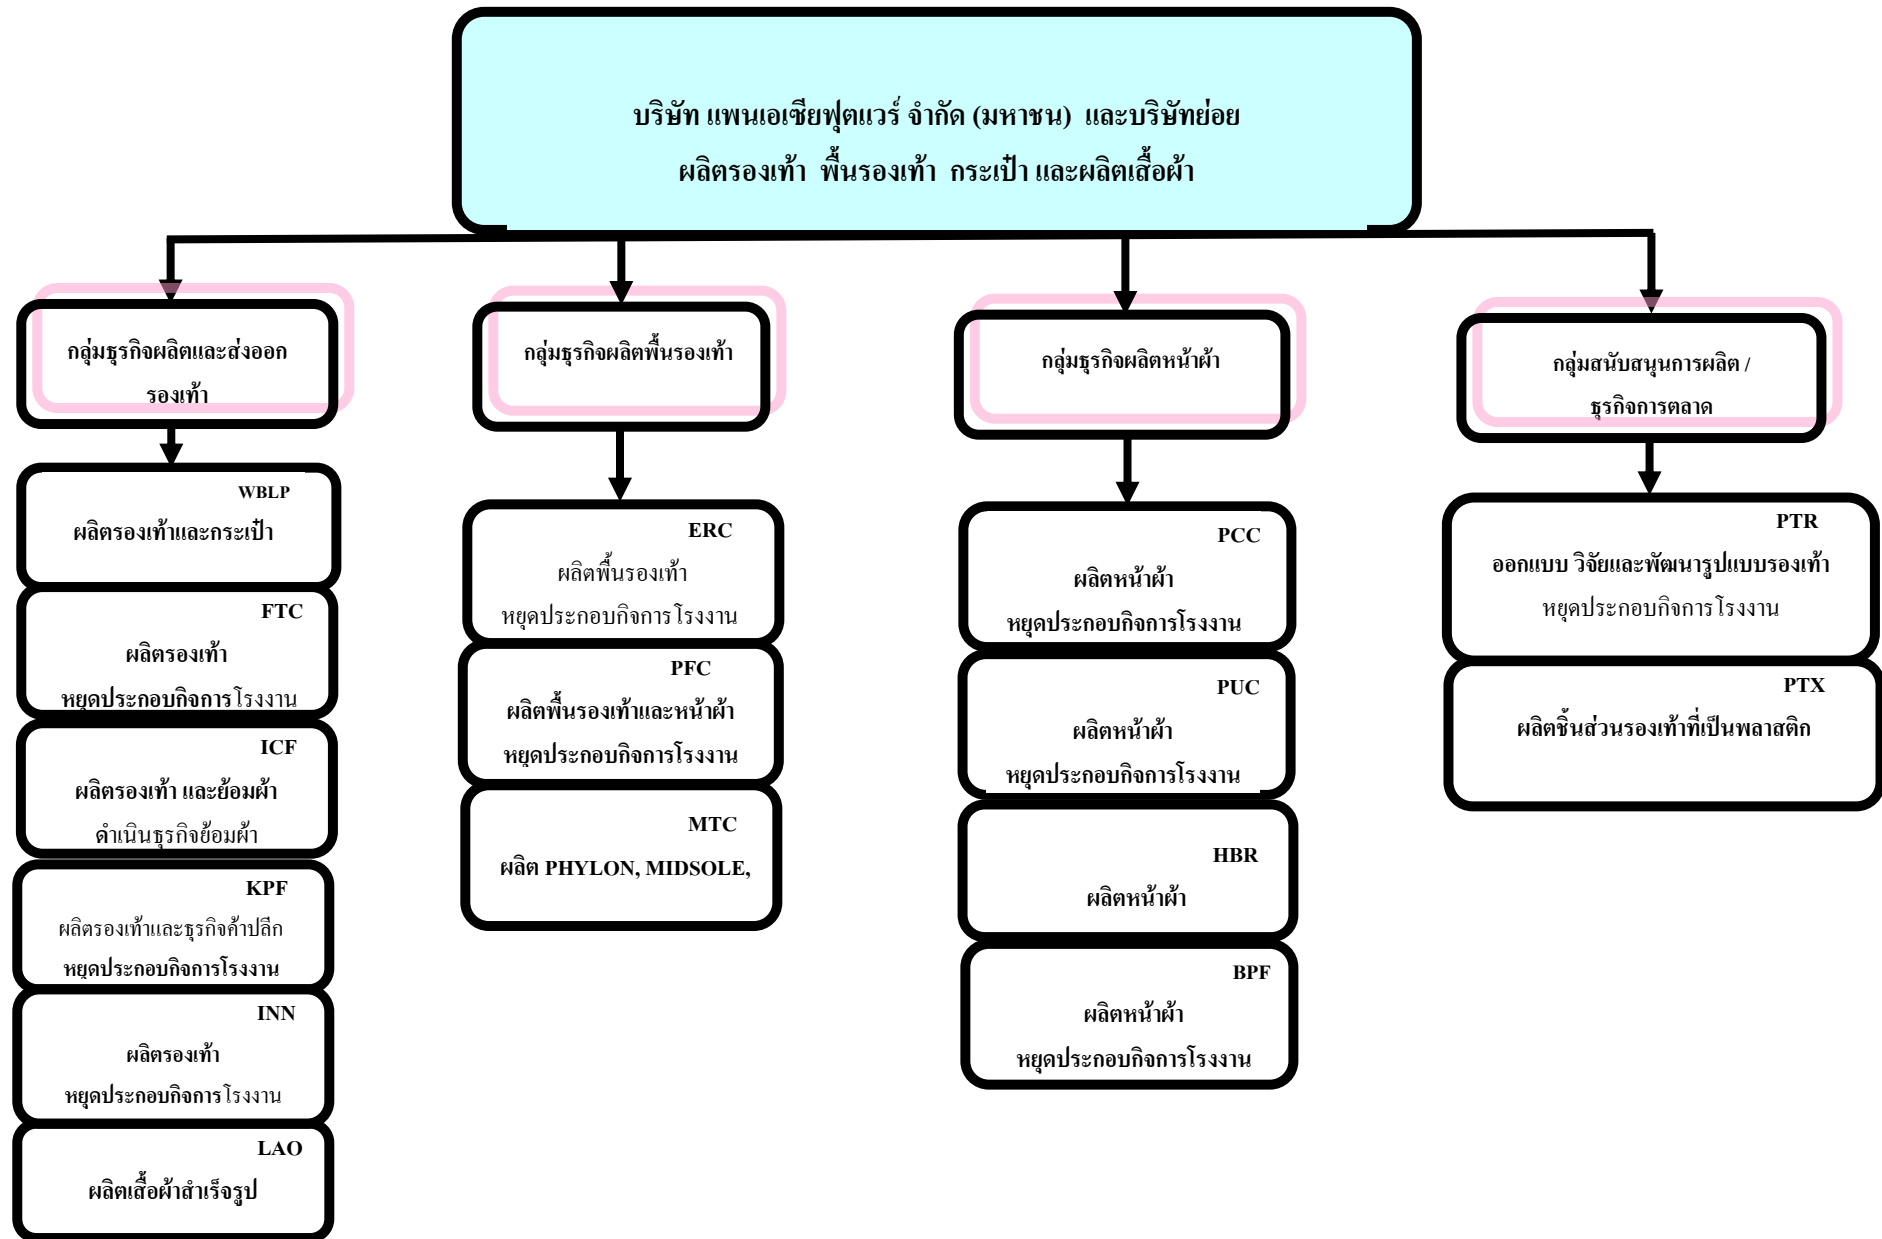 บริษัท แพนเอเซียฟุตแวร์ จำกัด (มหาชน) และบริษัทย่อย
ผลิตรองเท้า พื้นรองเท้า กระเป๋า และผลิตเสื้อผ้า
กลุ่มธุรกิจผลิตและส่งออก
รองเท้า
WBLP
ผลิตรองเท้าและกระเป๋า
FTC
ผลิตรองเท้า
หยุดประกอบกิจการโรงงาน
ICF
ผลิตรองเท้า และย้อมผ้า
ดำเนินธุรกิจย้อมผ้า
KPF
ผลิตรองเท้าและธุรกิจค้าปลีก
หยุดประกอบกิจการโรงงาน
INN
ผลิตรองเท้า
หยุดประกอบกิจการโรงงาน
LAO
ผลิตเสื้อผ้าสำเร็จรูป
กลุ่มธุรกิจผลิตพื้นรองเท้า
ERC
ผลิตพื้นรองเท้า
หยุดประกอบกิจการโรงงาน
PFC
ผลิตพื้นรองเท้าและหน้าผ้า
หยุดประกอบกิจการโรงงาน
MTC
ผลิต PHYLON, MIDSOLE,
กลุ่มธุรกิจผลิตหน้าผ้า
PCC
ผลิตหน้าผ้า
หยุดประกอบกิจการโรงงาน
PUC
ผลิตหน้าผ้า
หยุดประกอบกิจการโรงงาน
HBR
ผลิตหน้าผ้า
BPF
ผลิตหน้าผ้า
หยุดประกอบกิจการโรงงาน
กลุ่มสนับสนุนการผลิต /
ธุรกิจการตลาด
PTR
ออกแบบ วิจัยและพัฒนารูปแบบรองเท้า
หยุดประกอบกิจการโรงงาน
PTX
ผลิตชิ้นส่วนรองเท้าที่เป็นพลาสติก